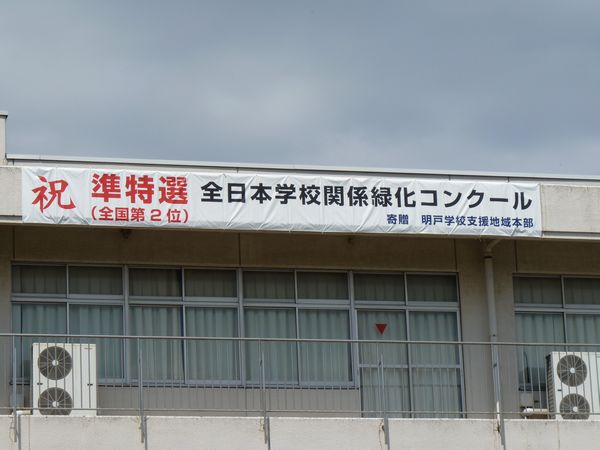 祝 準特選 全日本学校関係緑化コンクール
(全国第2位)
寄贈 明戸学校支援地域本部